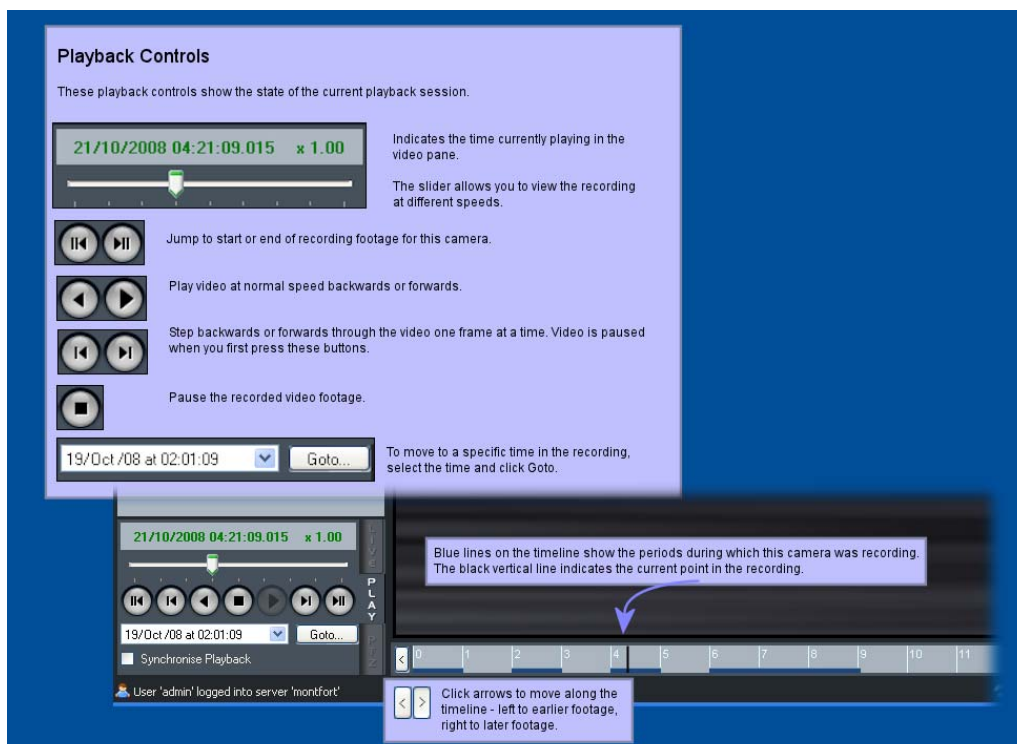 Playback Controls
These playback controls show the state of the current playback session.
21/10/2008 04:21:09.015 x 1.00
Indicates the time currently playing in the
video pane.
The slider allows you to view the recording
at different speeds.
Jump to start or end of recording footage for this camera.
Play video at normal speed backwards or forwards.
Step backwards or forwards through the video one frame at a time. Video is paused
when you first press these buttons.
Pause the recorded video footage.
19/Oct/08 at 02:01:09 Goto...
To move to a specific time in the recording,
select the time and click Goto.
21/10/2008 04:21:09.015 x 1.00
LIVE
PLAY
PTZ
19/Oct/08 at 02:01:09 Goto...
Synchronise Playback
User 'admin' logged into server 'montfort'
Blue lines on the timeline show the periods during which this camera was recording.
The black vertical line indicates the current point in the recording.
< 0 1 2 3 4 5 6 7 8 9 10 11
< >
Click arrows to move along the
timeline - left to earlier footage,
right to later footage.